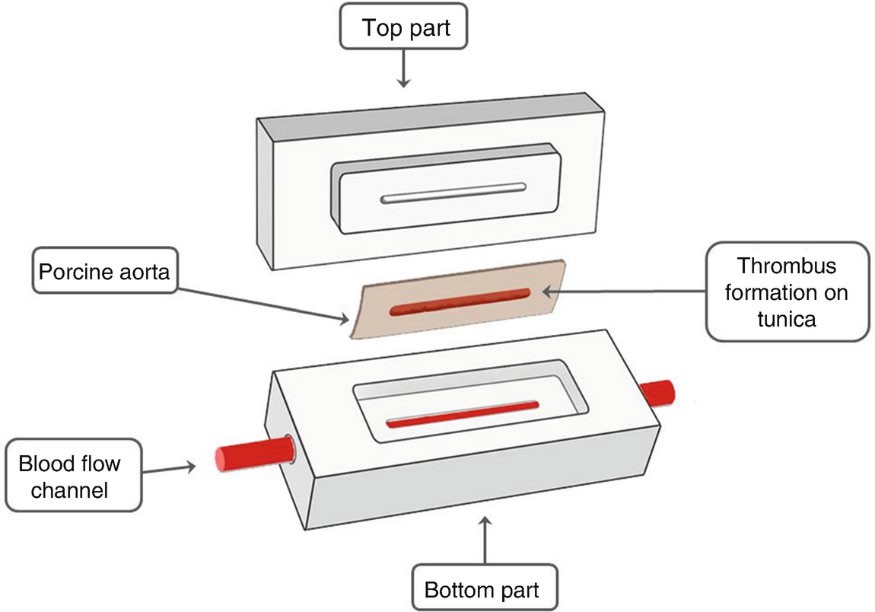 Top part
Porcine aorta
Thrombus
formation on
tunica
Blood flow
channel
Bottom part